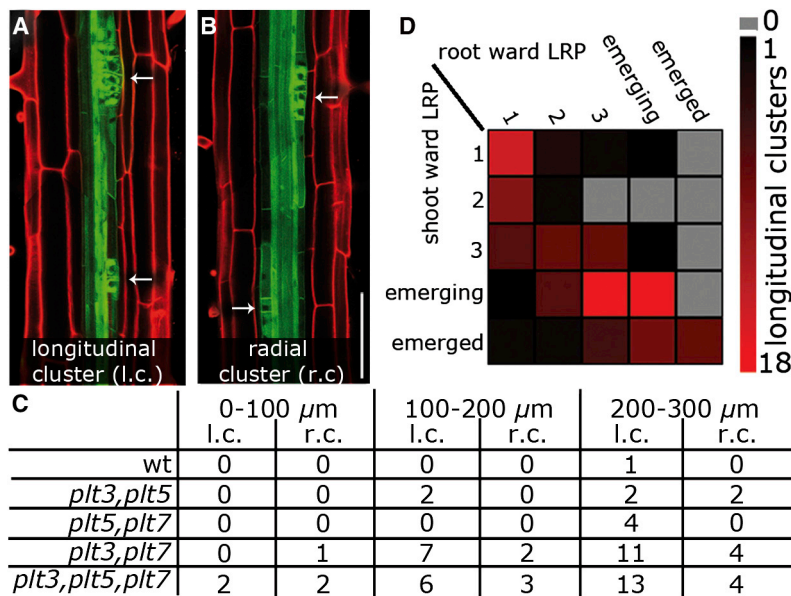 A
B
longitudinal
cluster (l.c.)
radial
cluster (r.c)
D
root ward LRP
shoot ward LRP
1 2 3 emerging emerged
1
2
3
emerging
emerged
0
1
longitudinal clusters
18
C
0-100 µm 100-200 µm 200-300 µm
l.c. r.c. l.c. r.c. l.c. r.c.
wt 0 0 0 0 1 0
plt3,plt5 0 0 2 0 2 2
plt5,plt7 0 0 0 0 4 0
plt3,plt7 0 1 7 2 11 4
plt3,plt5,plt7 2 2 6 3 13 4